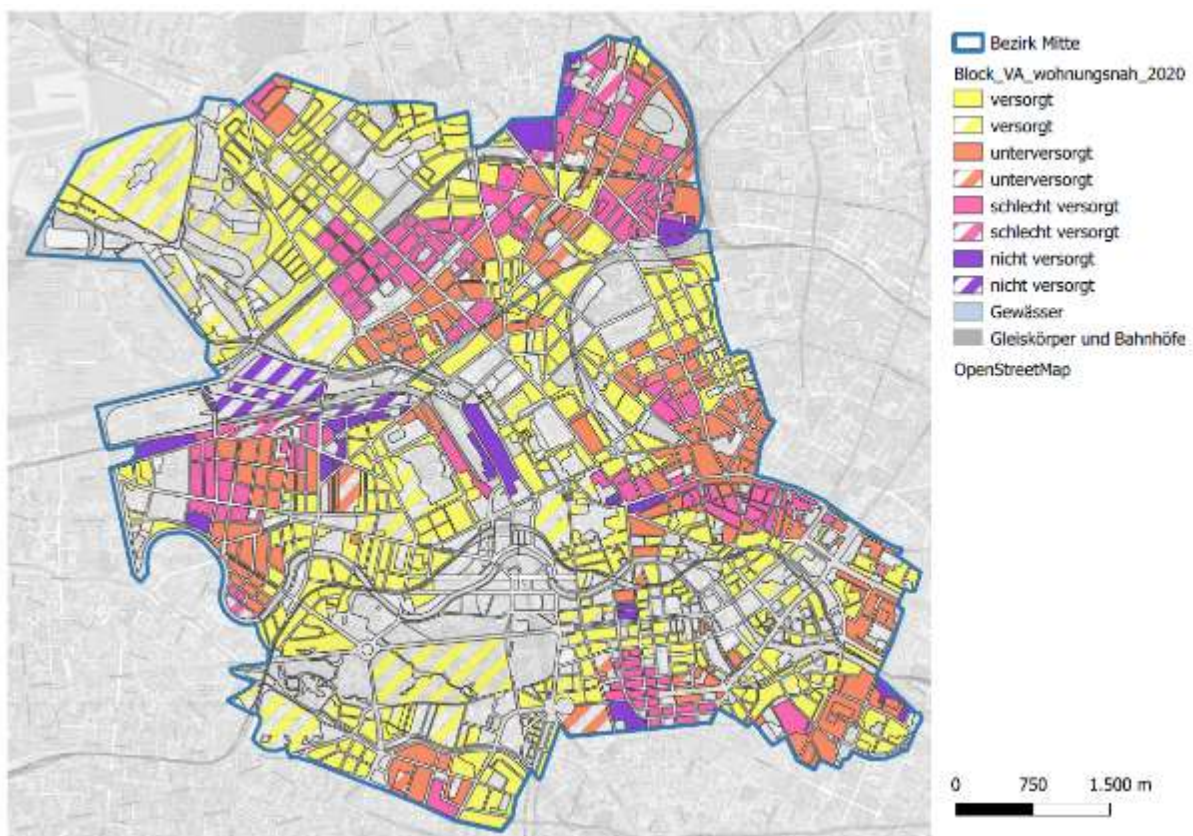 Bezirk Mitte
Block_VA_wohnungsnah_2020
versorgt
versorgt
unterversorgt
unterversorgt
schlecht versorgt
schlecht versorgt
nicht versorgt
nicht versorgt
Gewässer
Gleiskörper und Bahnhöfe
OpenStreetMap
0 750 1.500 m